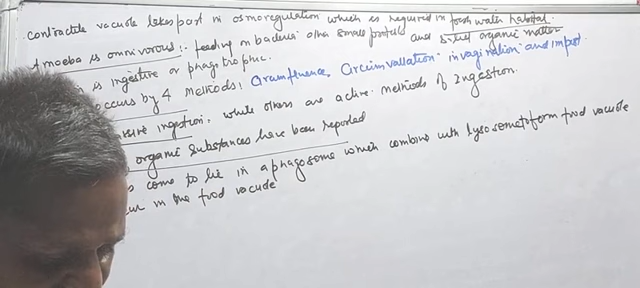 contractile vacuole takes part in osmoregulation which is required in fresh water habitat.
Amoeba is omnivorous :- feeding on bacteria other small protists and organic matter
is ingestive or phagotrophic.
occurs by 4 methods: Circumfluence, Circumvallation invagination and import
ingestion. while others are active methods of Ingestion.
organic substances have been reported
come to lie in a phagosome which combine with lysosome to form food vacuole
in the food vacuole